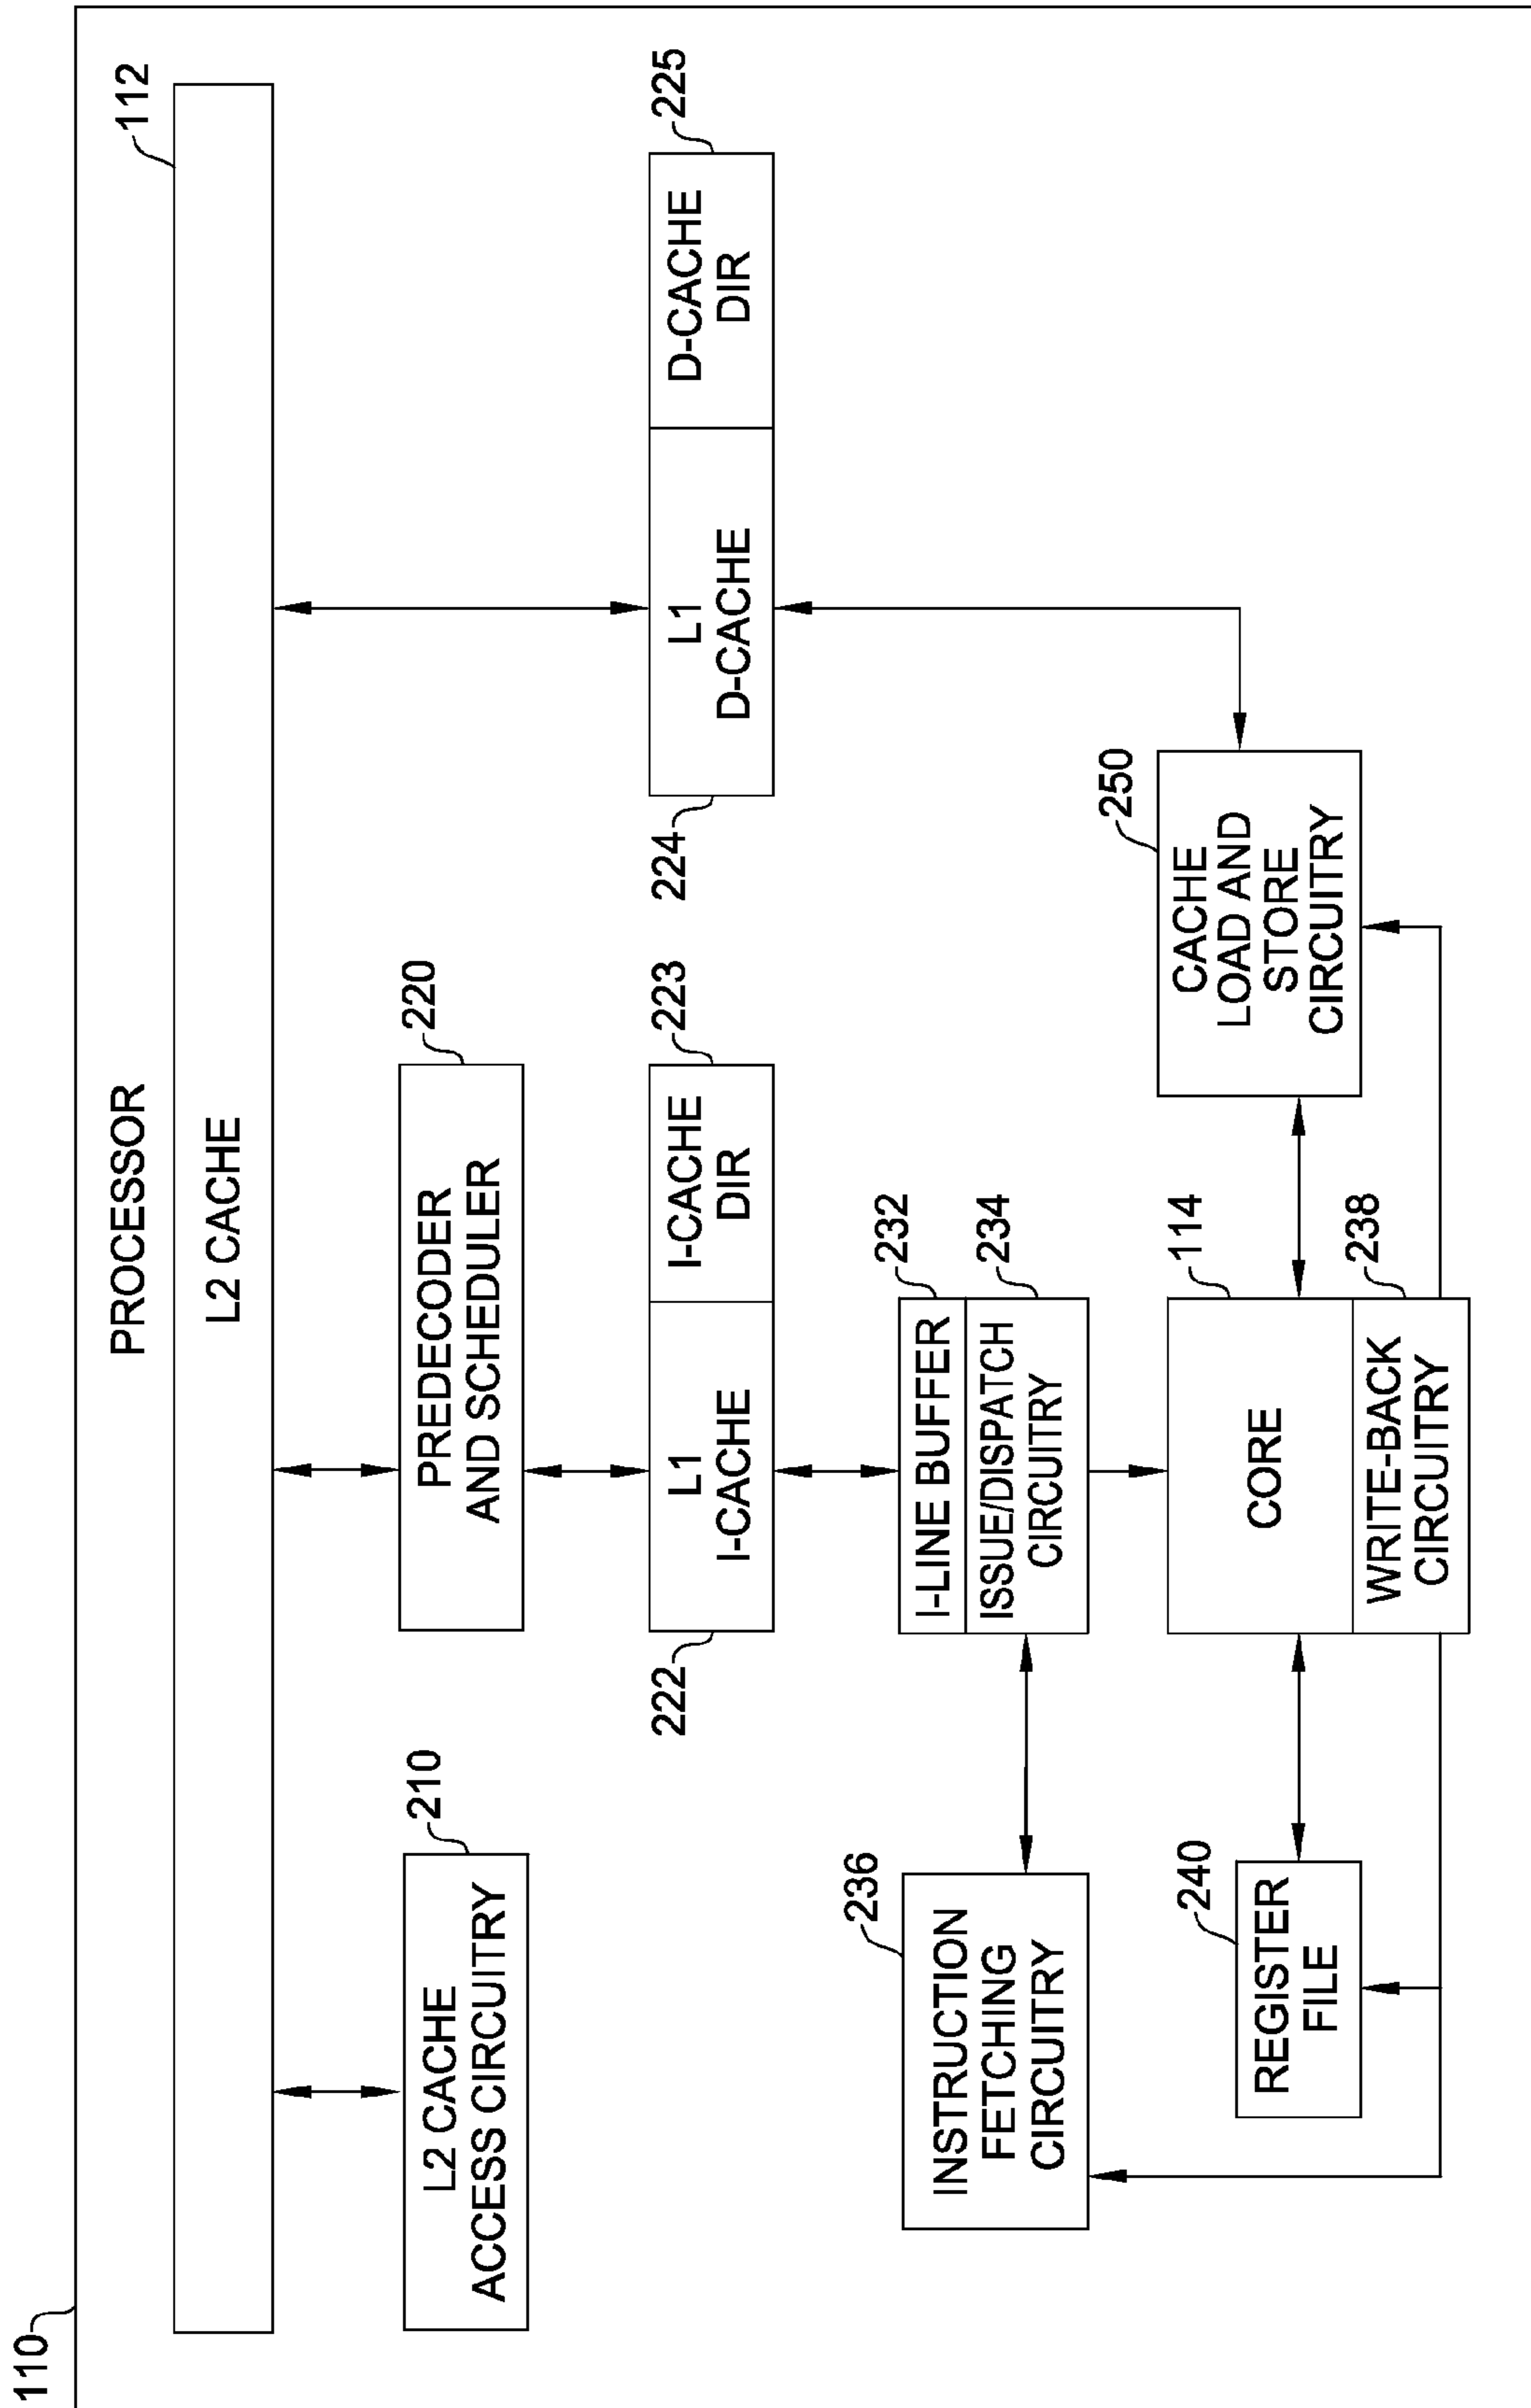 110
PROCESSOR
112
L2 CACHE
210
L2 CACHE
ACCESS CIRCUITRY
220
PREDECODER
AND SCHEDULER
222
L1
I-CACHE
I-CACHE
DIR
223
224
L1
D-CACHE
D-CACHE
DIR
225
236
INSTRUCTION
FETCHING
CIRCUITRY
I-LINE BUFFER
232
ISSUE/DISPATCH
CIRCUITRY
234
240
REGISTER
FILE
CORE
114
WRITE-BACK
CIRCUITRY
238
250
CACHE
LOAD AND
STORE
CIRCUITRY